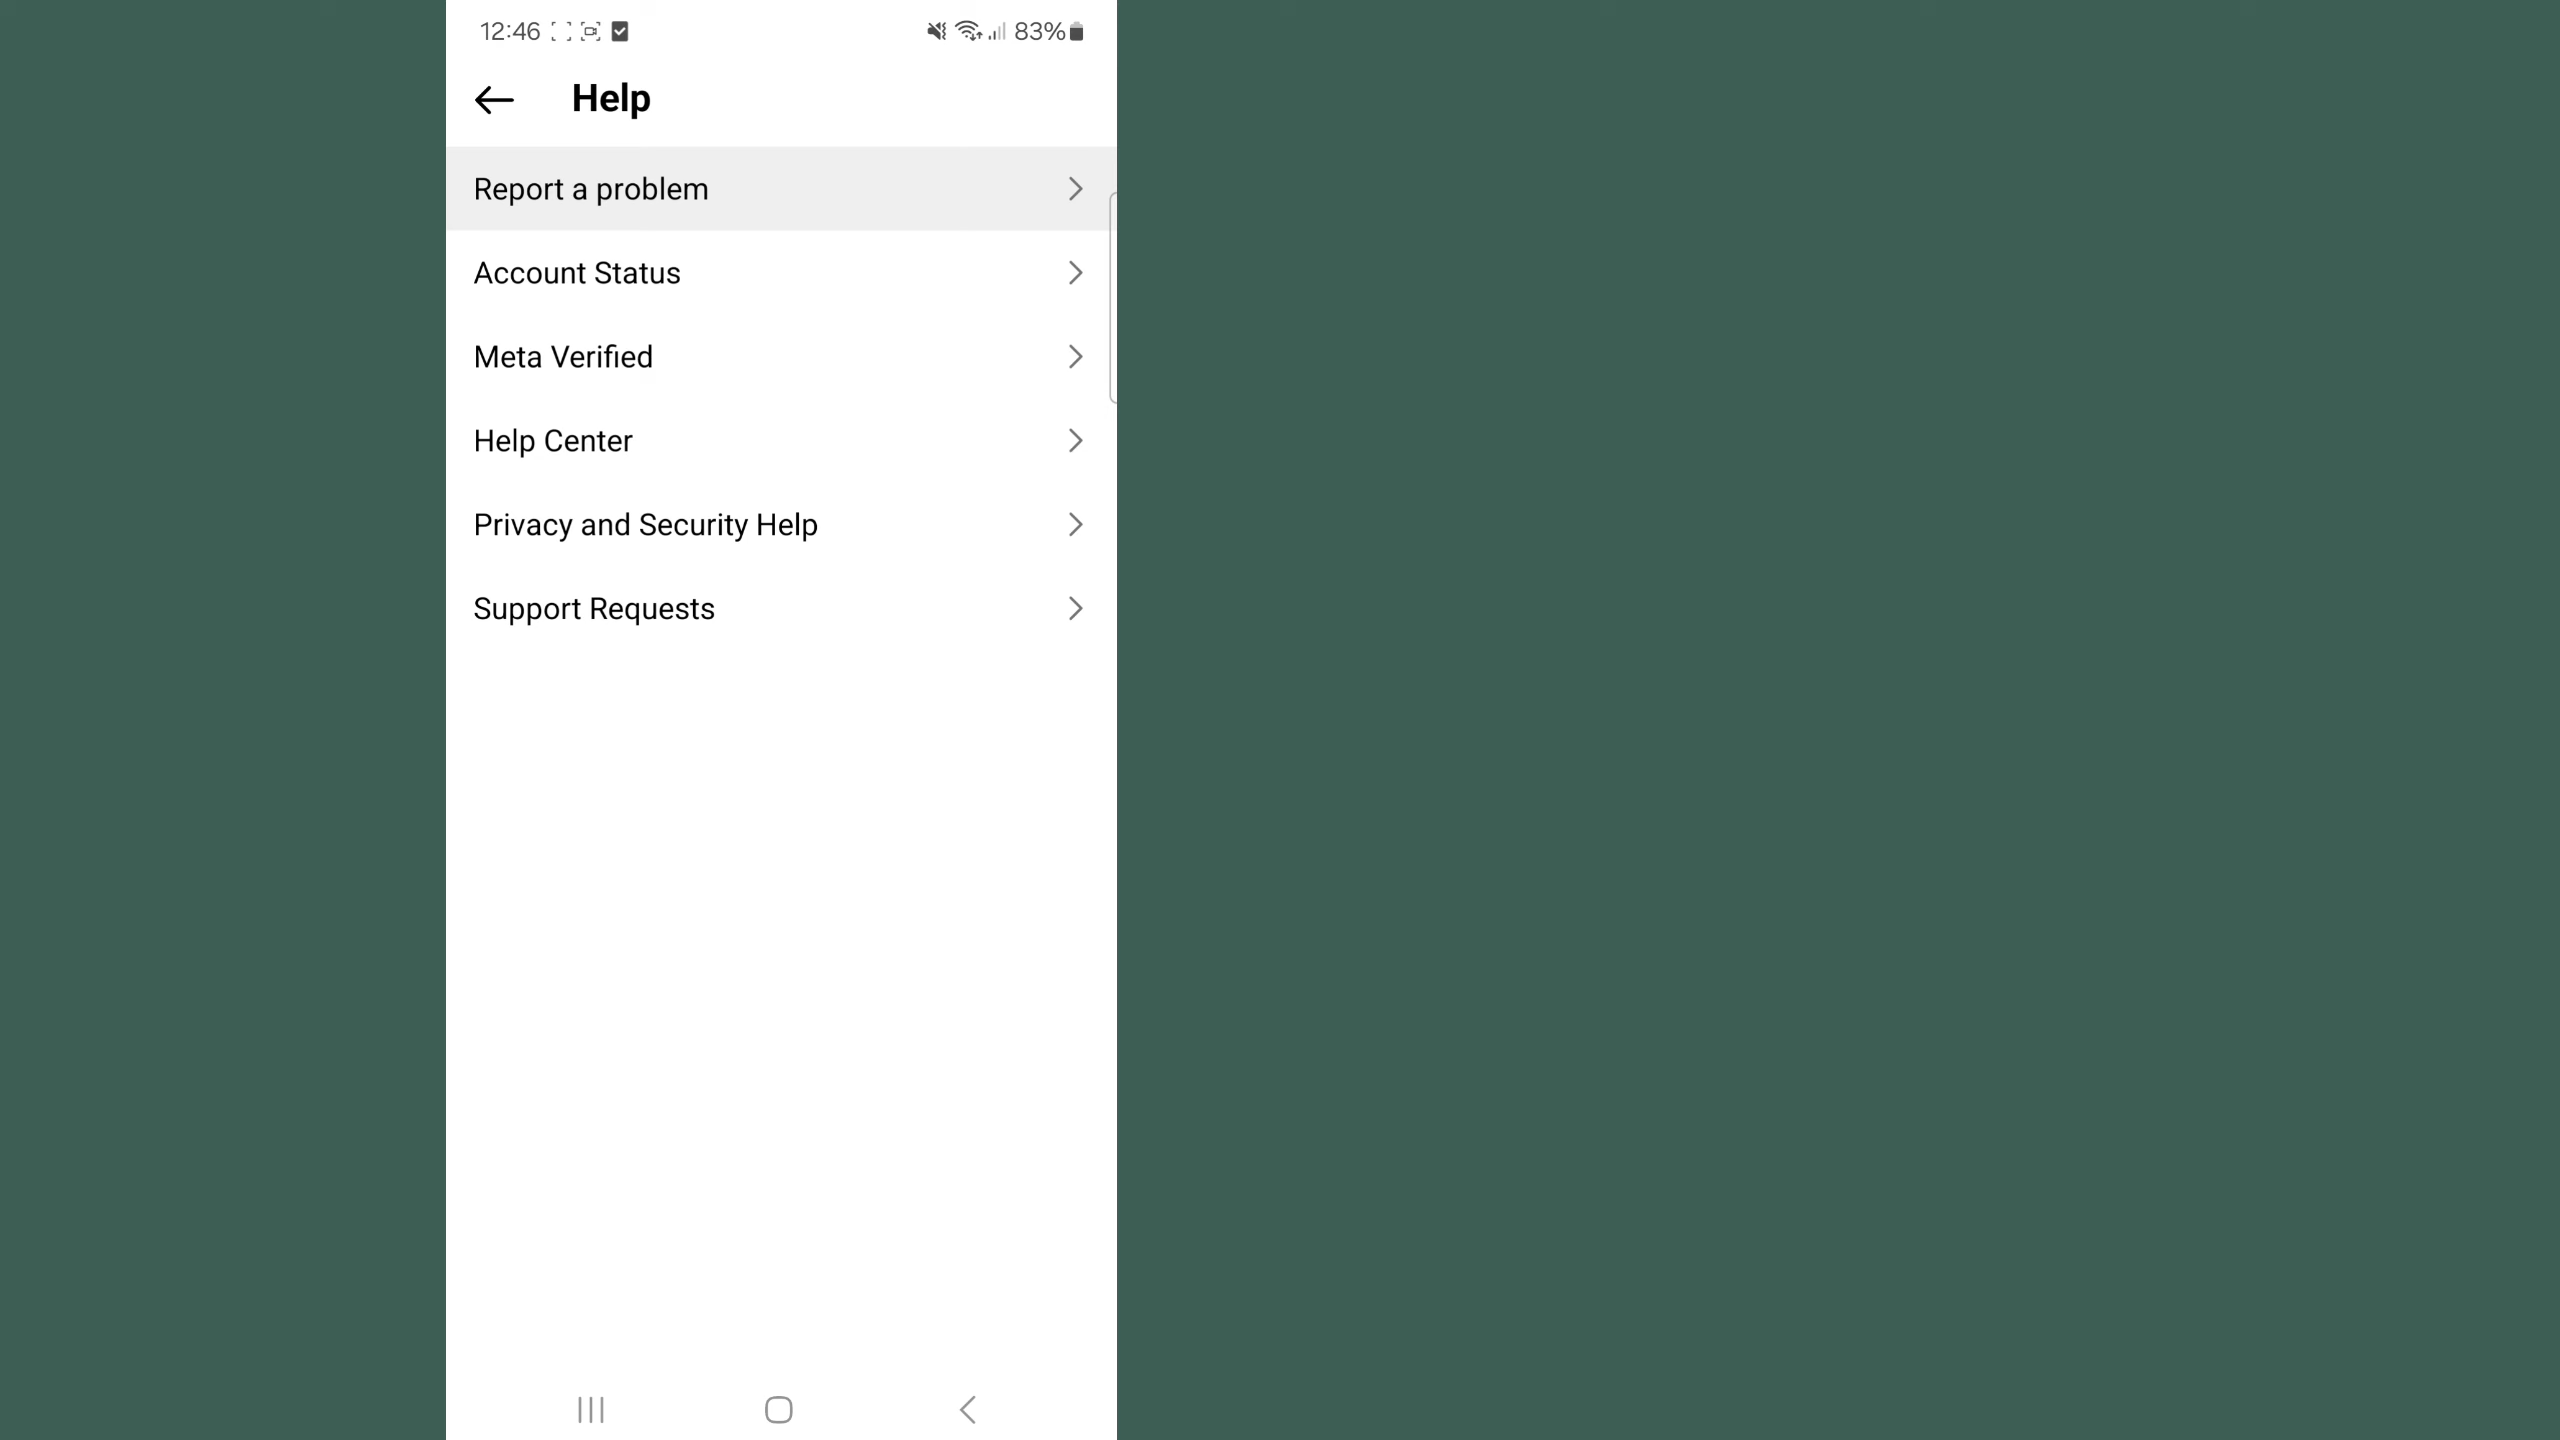 12:46 83%
Help
Report a problem
Account Status
Meta Verified
Help Center
Privacy and Security Help
Support Requests